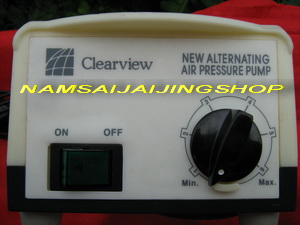 Clearview
NEW ALTERNATING
AIR PRESSURE PUMP
NAMSAIJAIJINGSHOP
ON OFF
Min. Max.